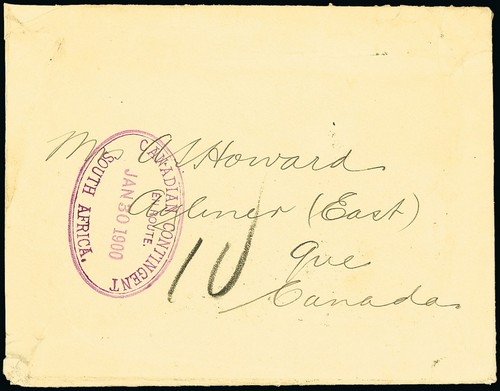 Mrs A S. Howard
Aylmer (East)
Que
Canada
10
CANADIAN CONTINGENT
(EN ROUTE.
JAN 30 1900
SOUTH AFRICA.